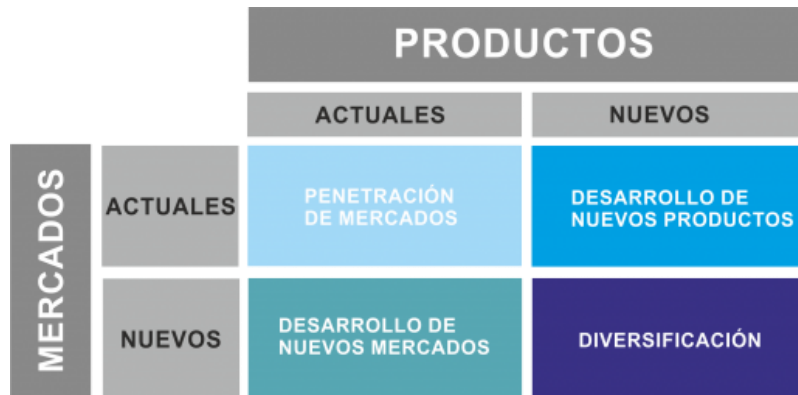 PRODUCTOS
ACTUALES
NUEVOS
MERCADOS
ACTUALES
PENETRACIÓN
DE MERCADOS
DESARROLLO DE
NUEVOS PRODUCTOS
NUEVOS
DESARROLLO DE
NUEVOS MERCADOS
DIVERSIFICACIÓN